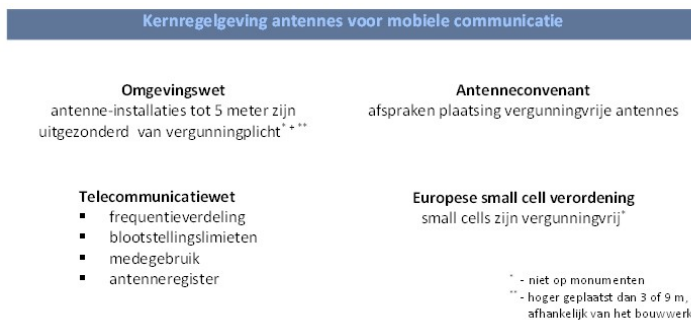 Kernregelgeving antennes voor mobiele communicatie
Omgevingswet
antenne-installaties tot 5 meter zijn
uitgezonderd van vergunningplicht* + **
Antenneconvenant
afspraken plaatsing vergunningvrije antennes
Telecommunicatiewet
▪ frequentieverdeling
▪ blootstellingslimieten
▪ medegebruik
▪ antenneregister
Europese small cell verordening
small cells zijn vergunningvrij*
* - niet op monumenten
** - hoger geplaatst dan 3 of 9 m,
afhankelijk van het bouwwerk